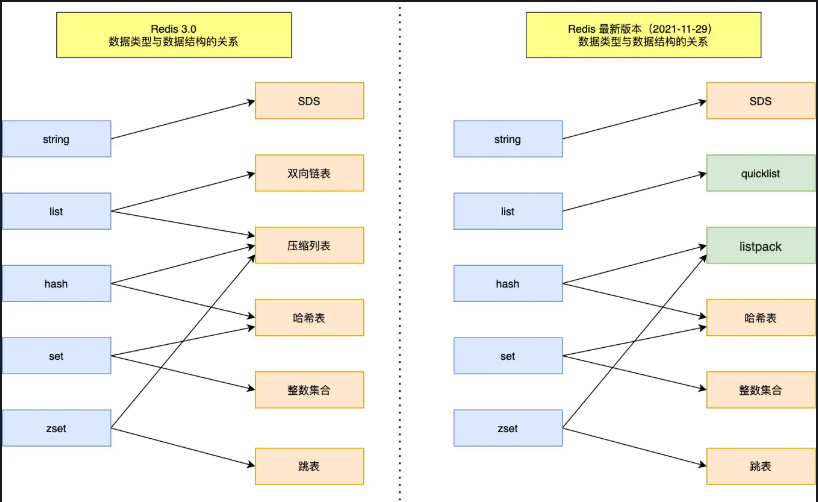 Redis 3.0
数据类型与数据结构的关系
SDS
string
双向链表
list
压缩列表
hash
哈希表
set
整数集合
zset
跳表
Redis 最新版本（2021-11-29）
数据类型与数据结构的关系
SDS
string
quicklist
list
listpack
hash
哈希表
set
整数集合
zset
跳表